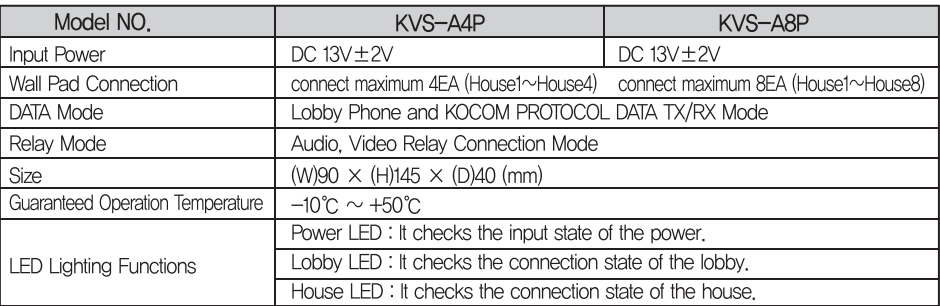 Model NO. KVS-A4P KVS-A8P
Input Power DC 13V±2V DC 13V±2V
Wall Pad Connection connect maximum 4EA (House1~House4) connect maximum 8EA (House1~House8)
DATA Mode Lobby Phone and KOCOM PROTOCOL DATA TX/RX Mode
Relay Mode Audio, Video Relay Connection Mode
Size (W)90 × (H)145 × (D)40 (mm)
Guaranteed Operation Temperature -10℃ ~ +50℃
LED Lighting Functions Power LED : It checks the input state of the power.
Lobby LED : It checks the connection state of the lobby.
House LED : It checks the connection state of the house.